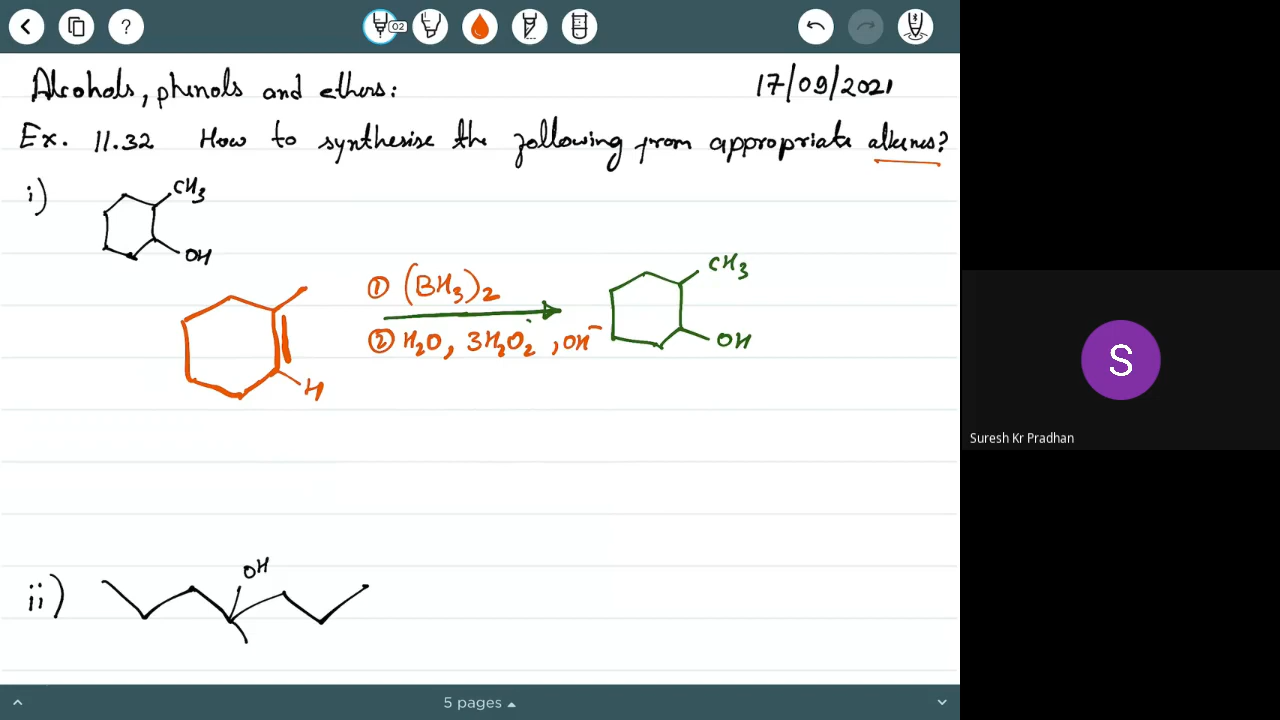 ?
02
Alcohols, phenols and ethers:
17/09/2021
Ex. 11.32 How to synthesise the following from appropriate alkenes?
i)
CH3
OH
① (BH3)2
② H2O, 3H2O2, OH⁻
H
CH3
OH
S
Suresh Kr Pradhan
ii)
OH
5 pages